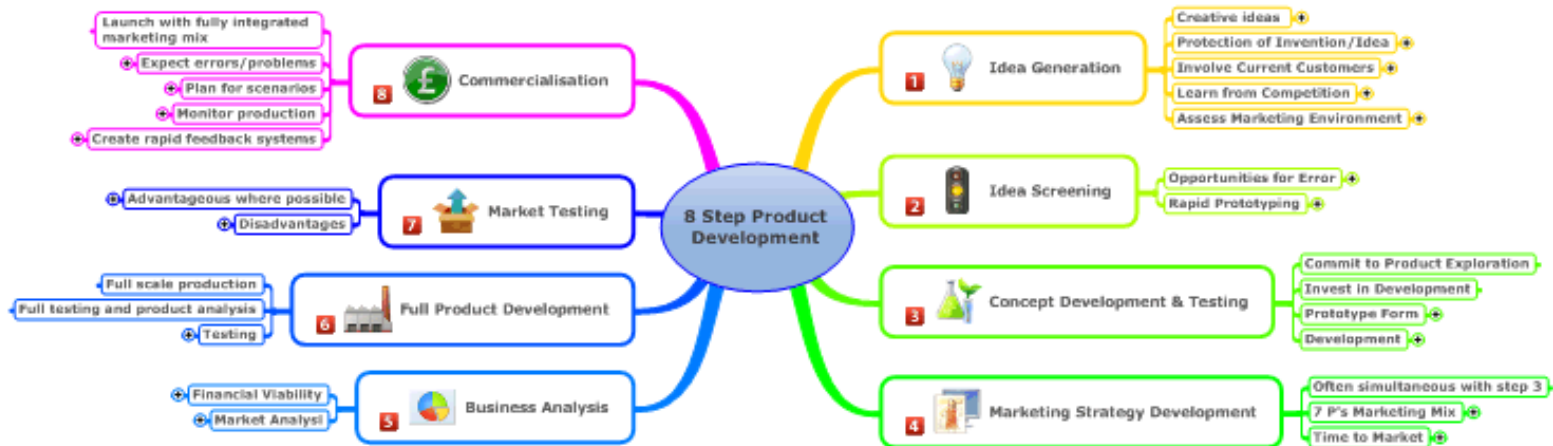 8 Step Product
Development
1
Idea Generation
Creative ideas
Protection of Invention/Idea
Involve Current Customers
Learn from Competition
Assess Marketing Environment
2
Idea Screening
Opportunities for Error
Rapid Prototyping
3
Concept Development & Testing
Commit to Product Exploration
Invest in Development
Prototype Form
Development
4
Marketing Strategy Development
Often simultaneous with step 3
7 P's Marketing Mix
Time to Market
5
Business Analysis
Financial Viability
Market Analysi
6
Full Product Development
Full scale production
Full testing and product analysis
Testing
7
Market Testing
Advantageous where possible
Disadvantages
8
£
Commercialisation
Launch with fully integrated
marketing mix
Expect errors/problems
Plan for scenarios
Monitor production
Create rapid feedback systems